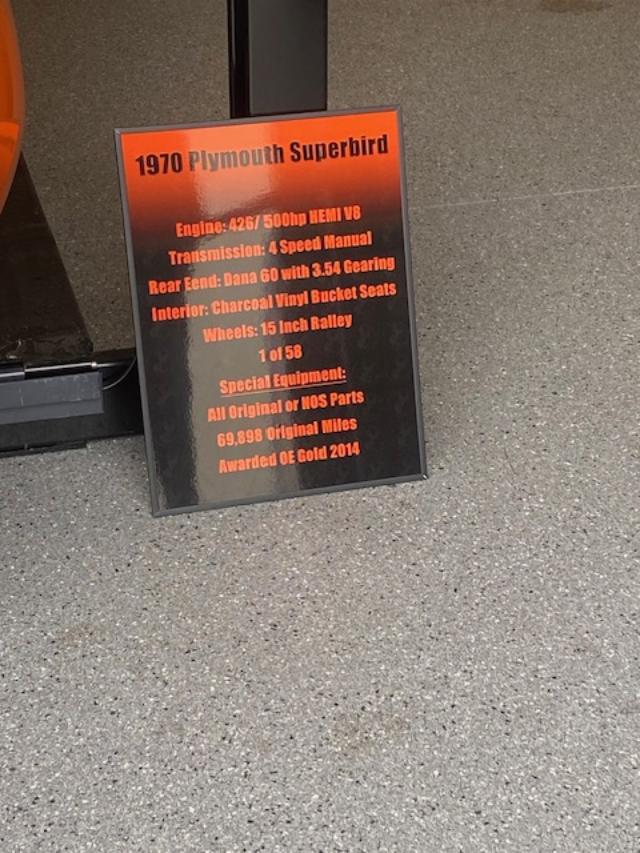 1970 Plymouth Superbird
Engine: 426/ 500hp HEMI V8
Transmission: 4 Speed Manual
Rear Eend: Dana 60 with 3.54 Gearing
Interior: Charcoal Vinyl Bucket Seats
Wheels: 15 Inch Ralley
1 of 58
Special Equipment:
All Original or NOS Parts
69,898 Original Miles
Awarded OE Gold 2014